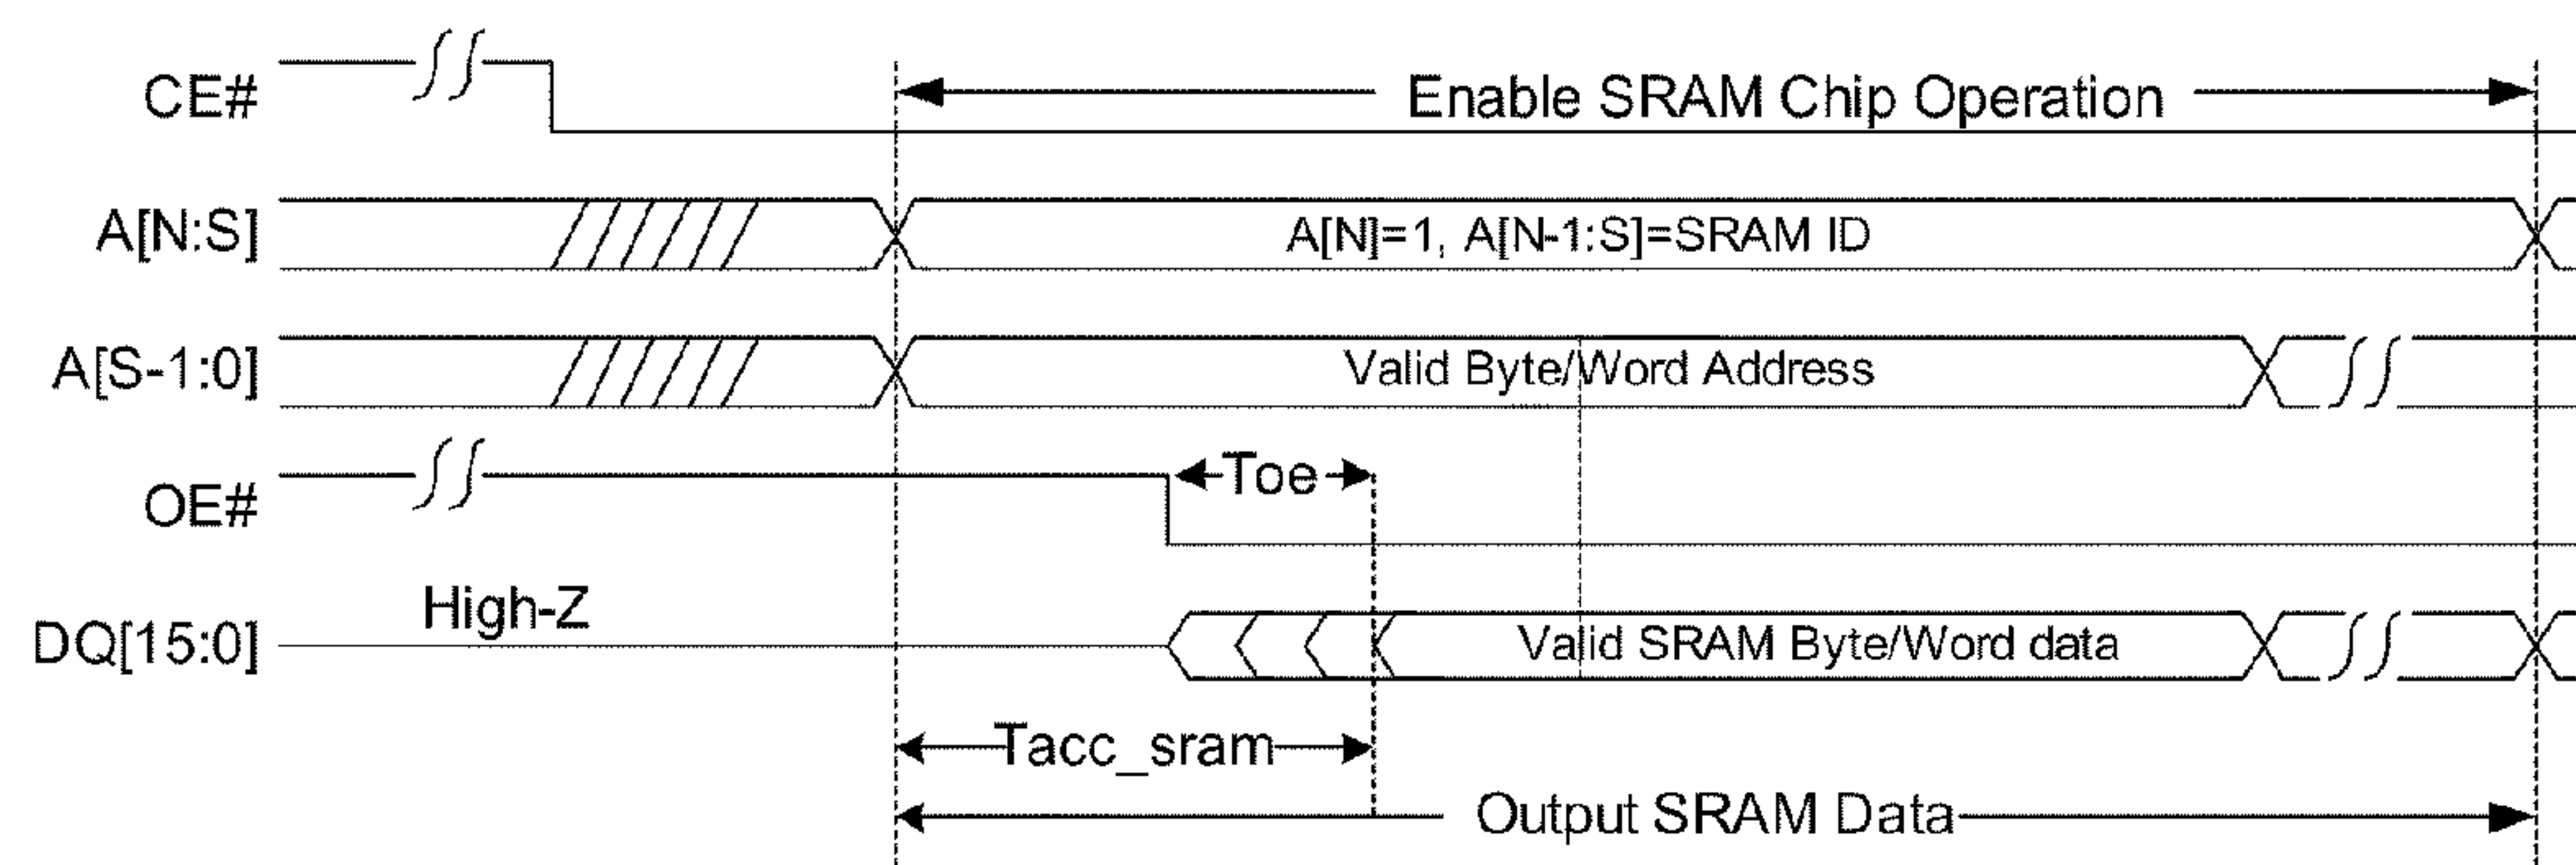 CE#
Enable SRAM Chip Operation
A[N:S]
A[N]=1, A[N-1:S]=SRAM ID
A[S-1:0]
Valid Byte/Word Address
OE#
Toe
High-Z
DQ[15:0]
Valid SRAM Byte/Word data
Tacc_sram
Output SRAM Data